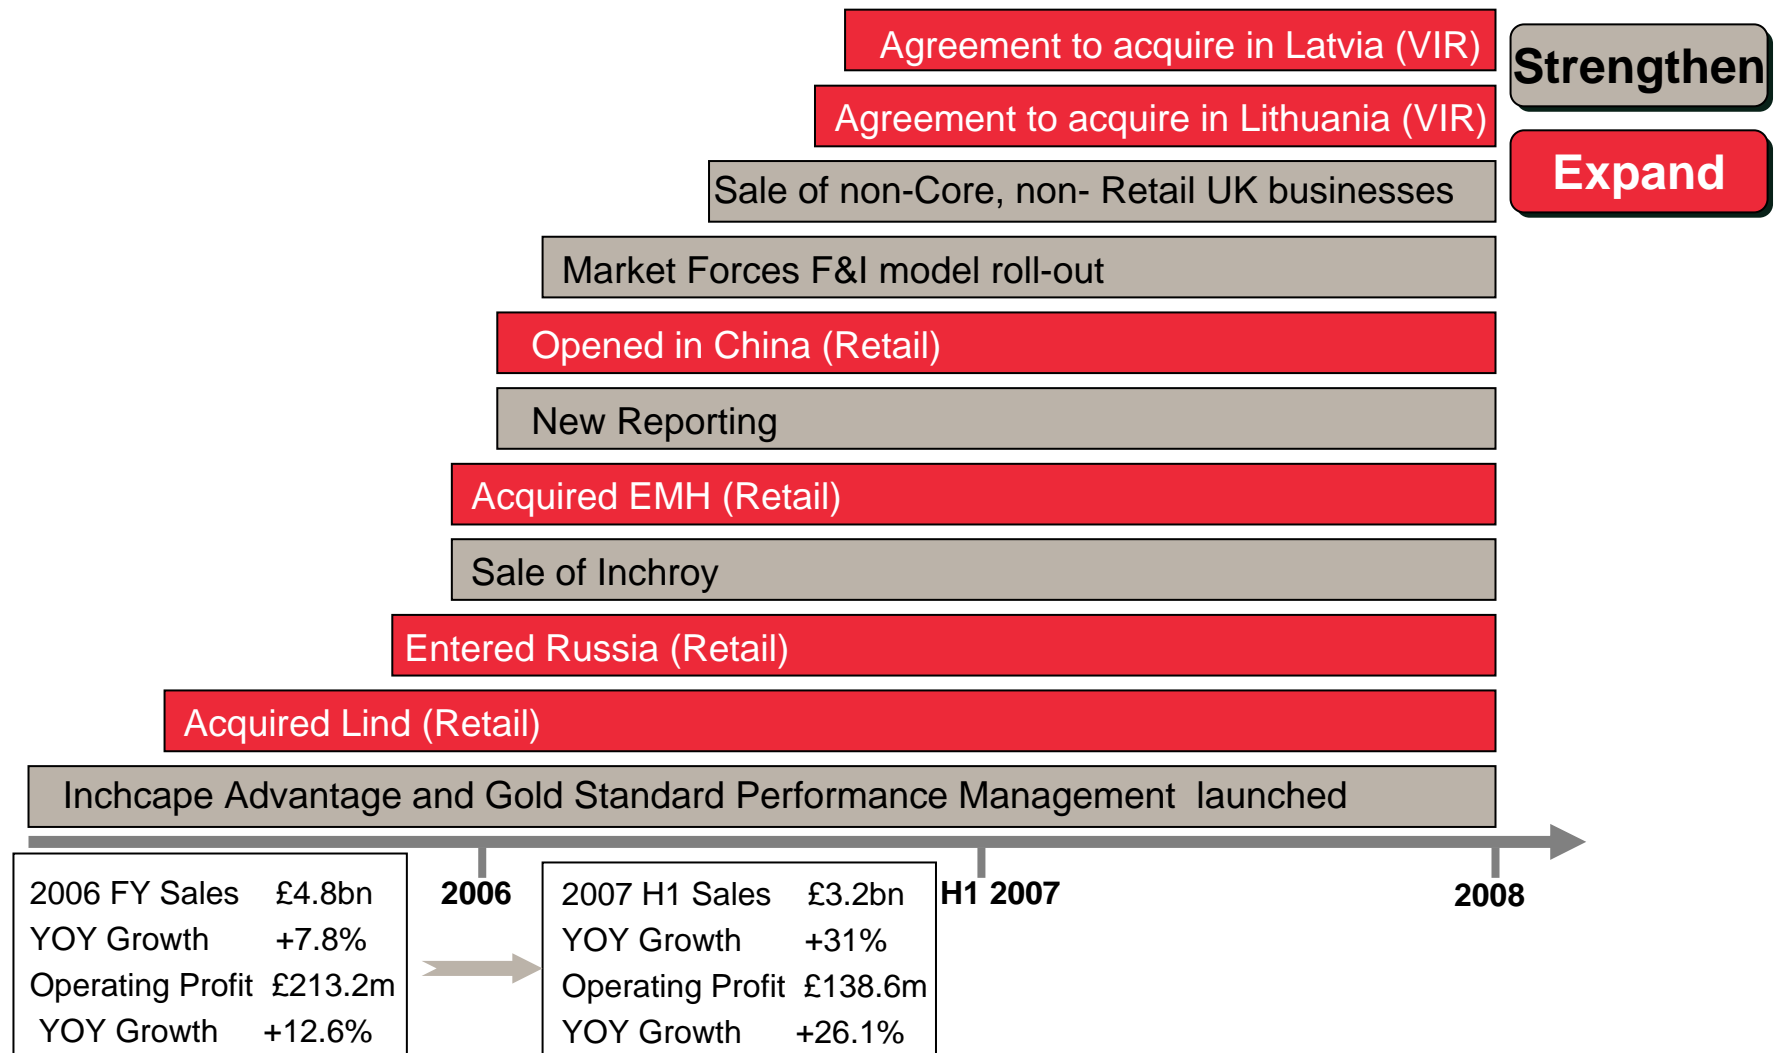 Agreement to acquire in Latvia (VIR)
Strengthen
Agreement to acquire in Lithuania (VIR)
Expand
Sale of non-Core, non- Retail UK businesses
Market Forces F&I model roll-out
Opened in China (Retail)
New Reporting
Acquired EMH (Retail)
Sale of Inchroy
Entered Russia (Retail)
Acquired Lind (Retail)
Inchcape Advantage and Gold Standard Performance Management launched
2006
H1 2007
2008
2006 FY Sales £4.8bn
YOY Growth +7.8%
Operating Profit £213.2m
YOY Growth +12.6%
2007 H1 Sales £3.2bn
YOY Growth +31%
Operating Profit £138.6m
YOY Growth +26.1%